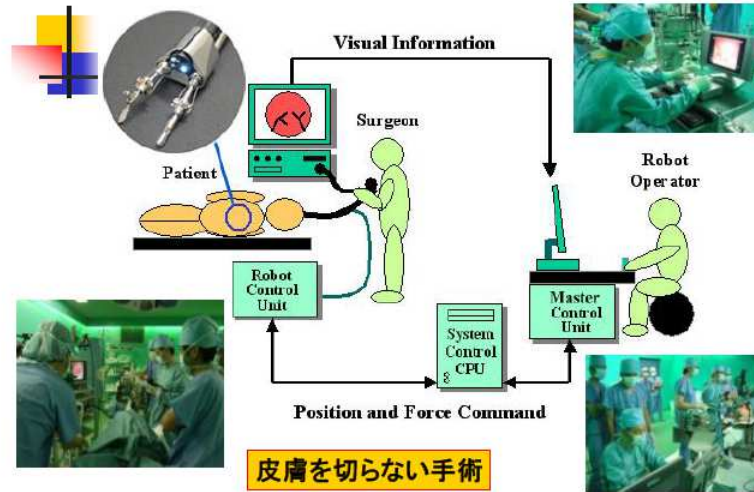 Visual Information
Surgeon
Patient
Robot
Operator
Robot
Control
Unit
Master
Control
Unit
System
Control
CPU
Position and Force Command
皮膚を切らない手術